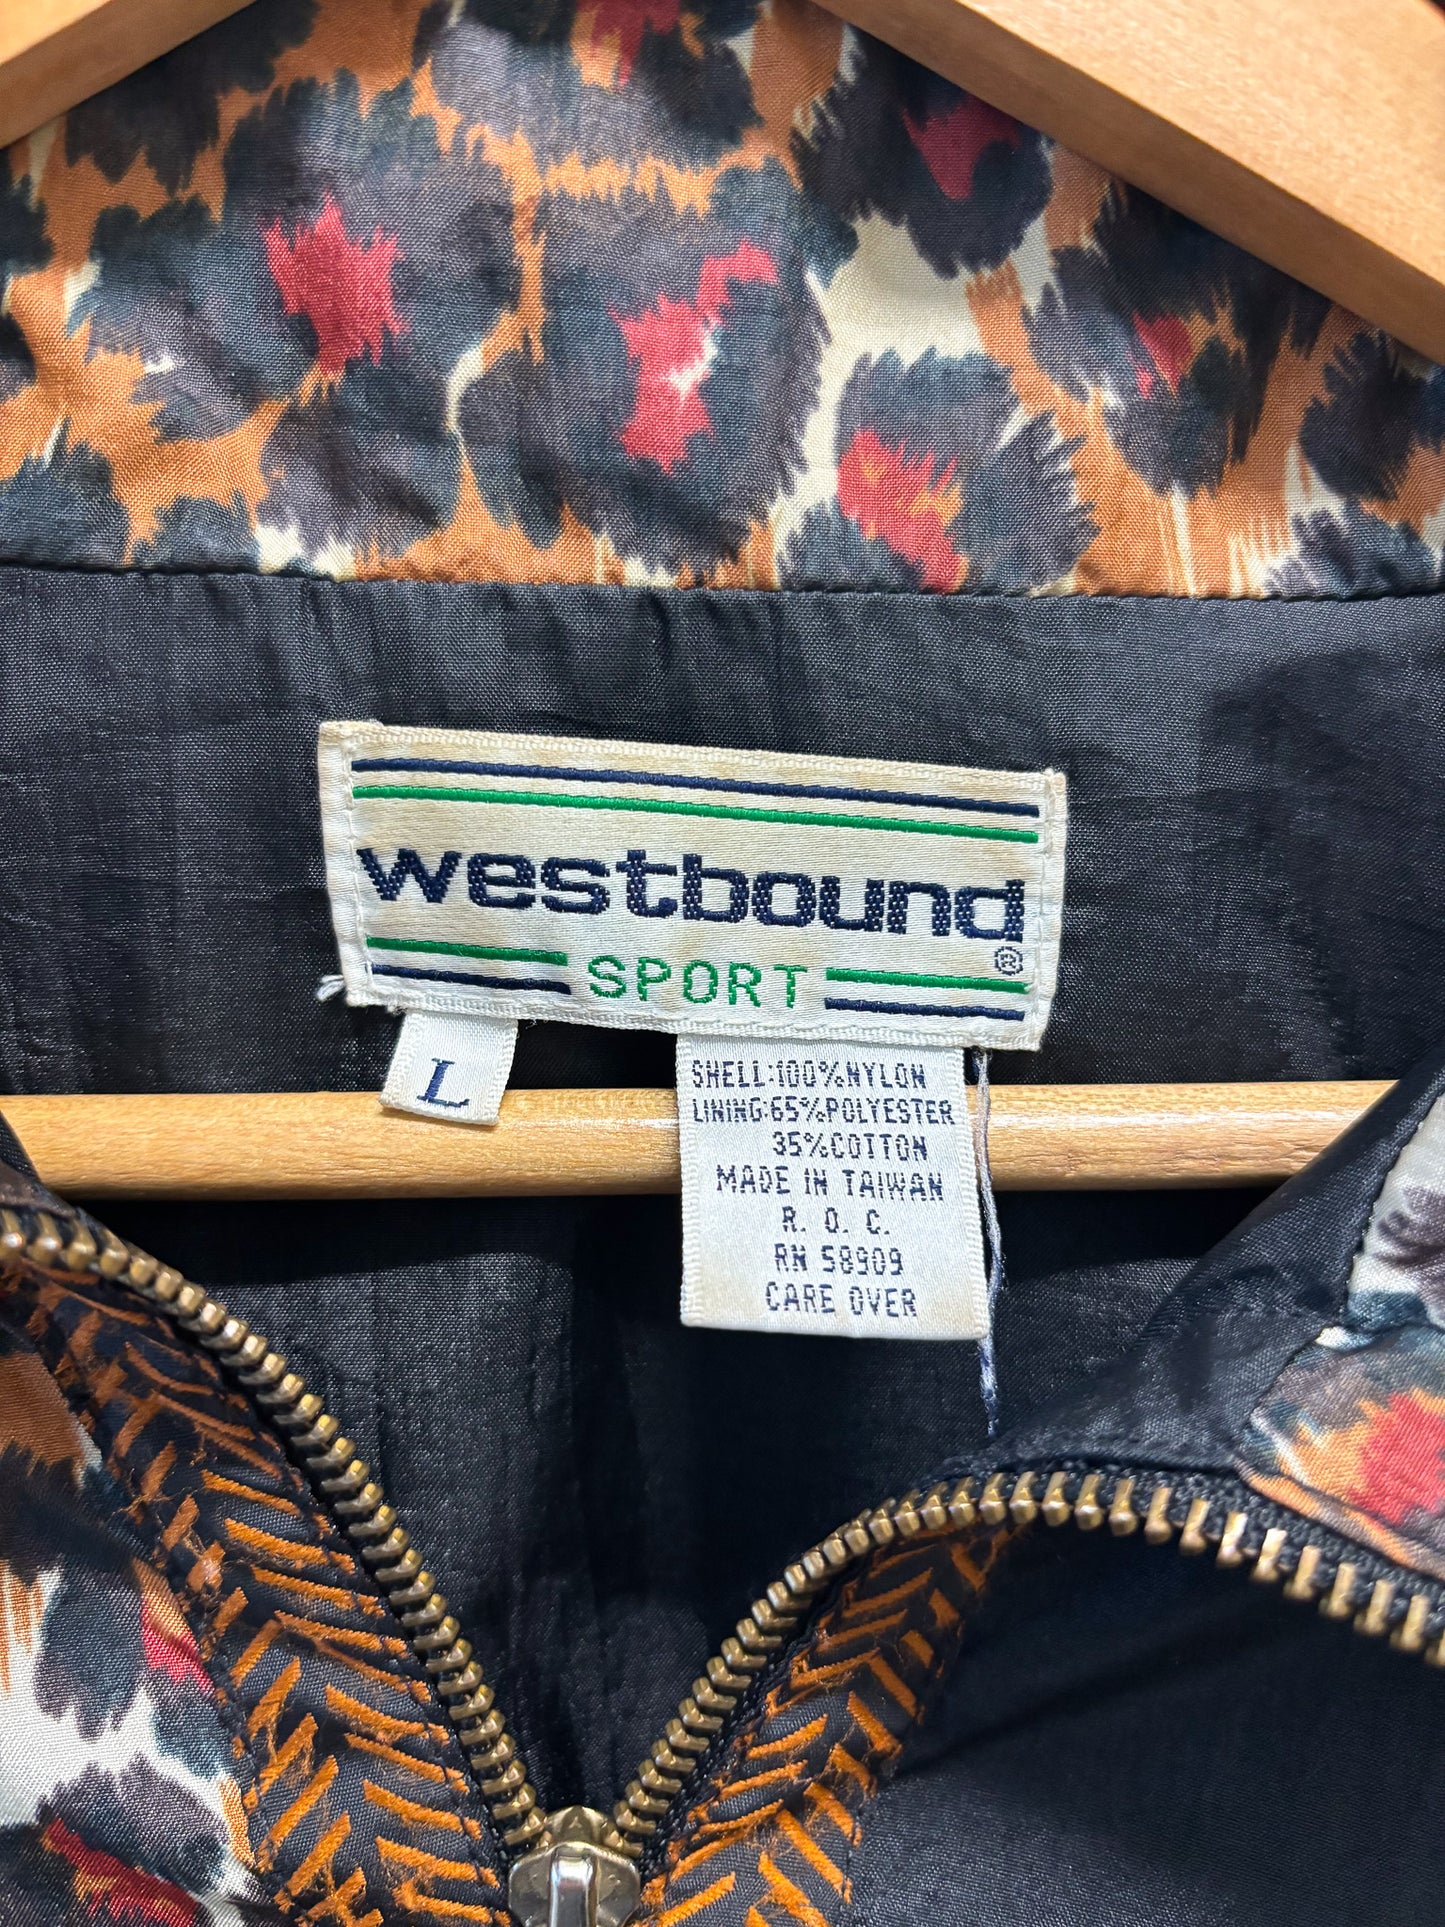 westbound
®
SPORT
L
SHELL:100%NYLON
LINING:65%POLYESTER
35%COTTON
MADE IN TAIWAN
R. O. C.
RN 58909
CARE OVER